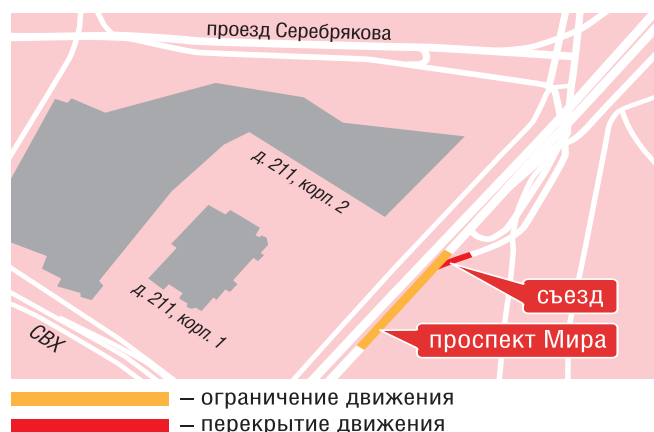 проезд Серебрякова
д. 211, корп. 2
д. 211, корп. 1
съезд
проспект Мира
СВХ
– ограничение движения
– перекрытие движения